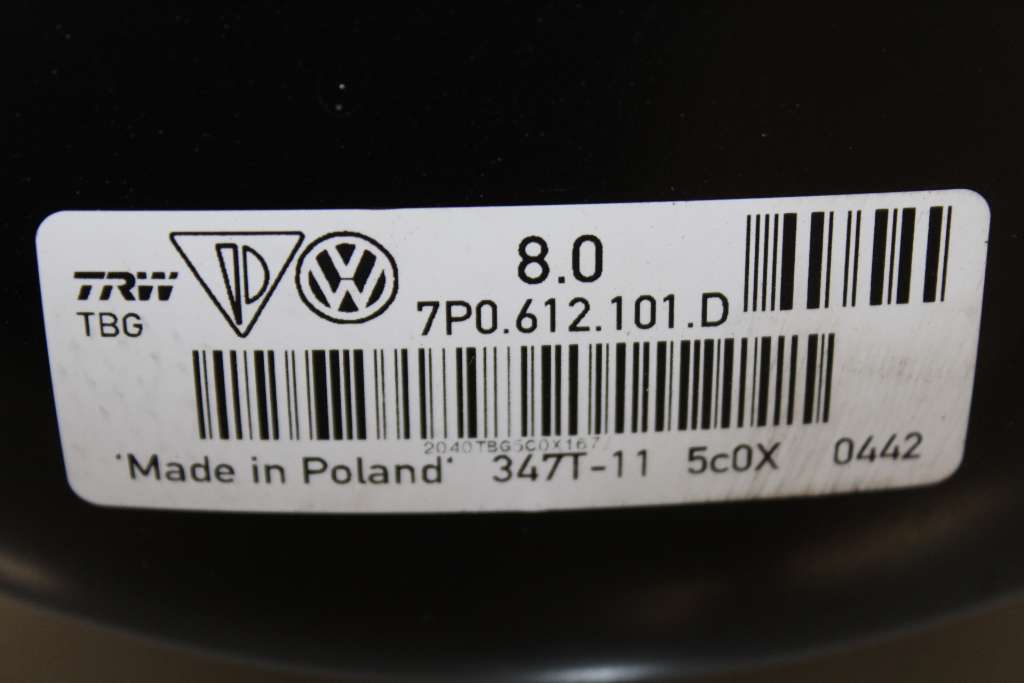 TRW
TBG
8.0
7P0.612.101.D
2040TBG5C0X167
'Made in Poland' 347T-11 5c0X 0442